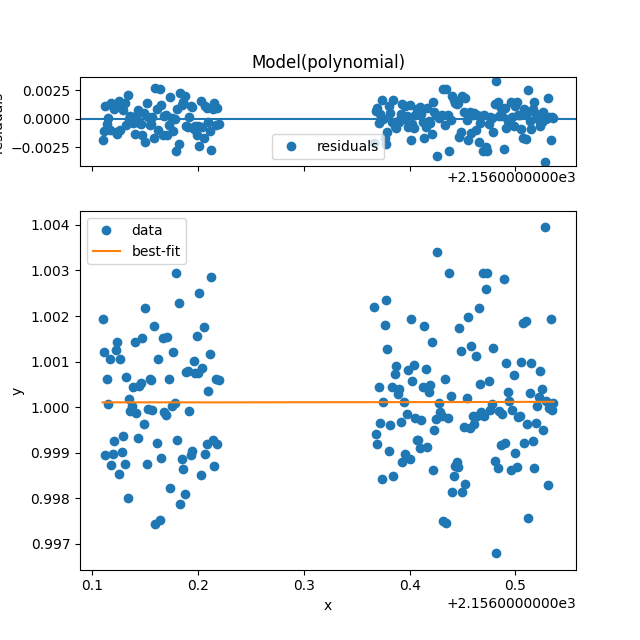 Model(polynomial)
0.0025
0.0000
−0.0025
residuals
+2.1560000000e3
1.004
1.003
1.002
1.001
1.000
0.999
0.998
0.997
y
data
best-fit
0.1
0.2
0.3
0.4
0.5
x
+2.1560000000e3